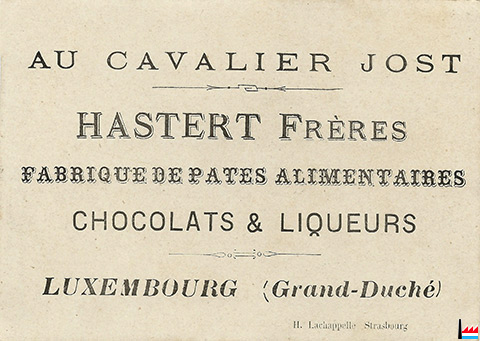 AU CAVALIER JOST
HASTERT FRÈRES
FABRIQUE DE PATES ALIMENTAIRES
CHOCOLATS & LIQUEURS
LUXEMBOURG (Grand-Duché)
H. Lachappelle Strasbourg